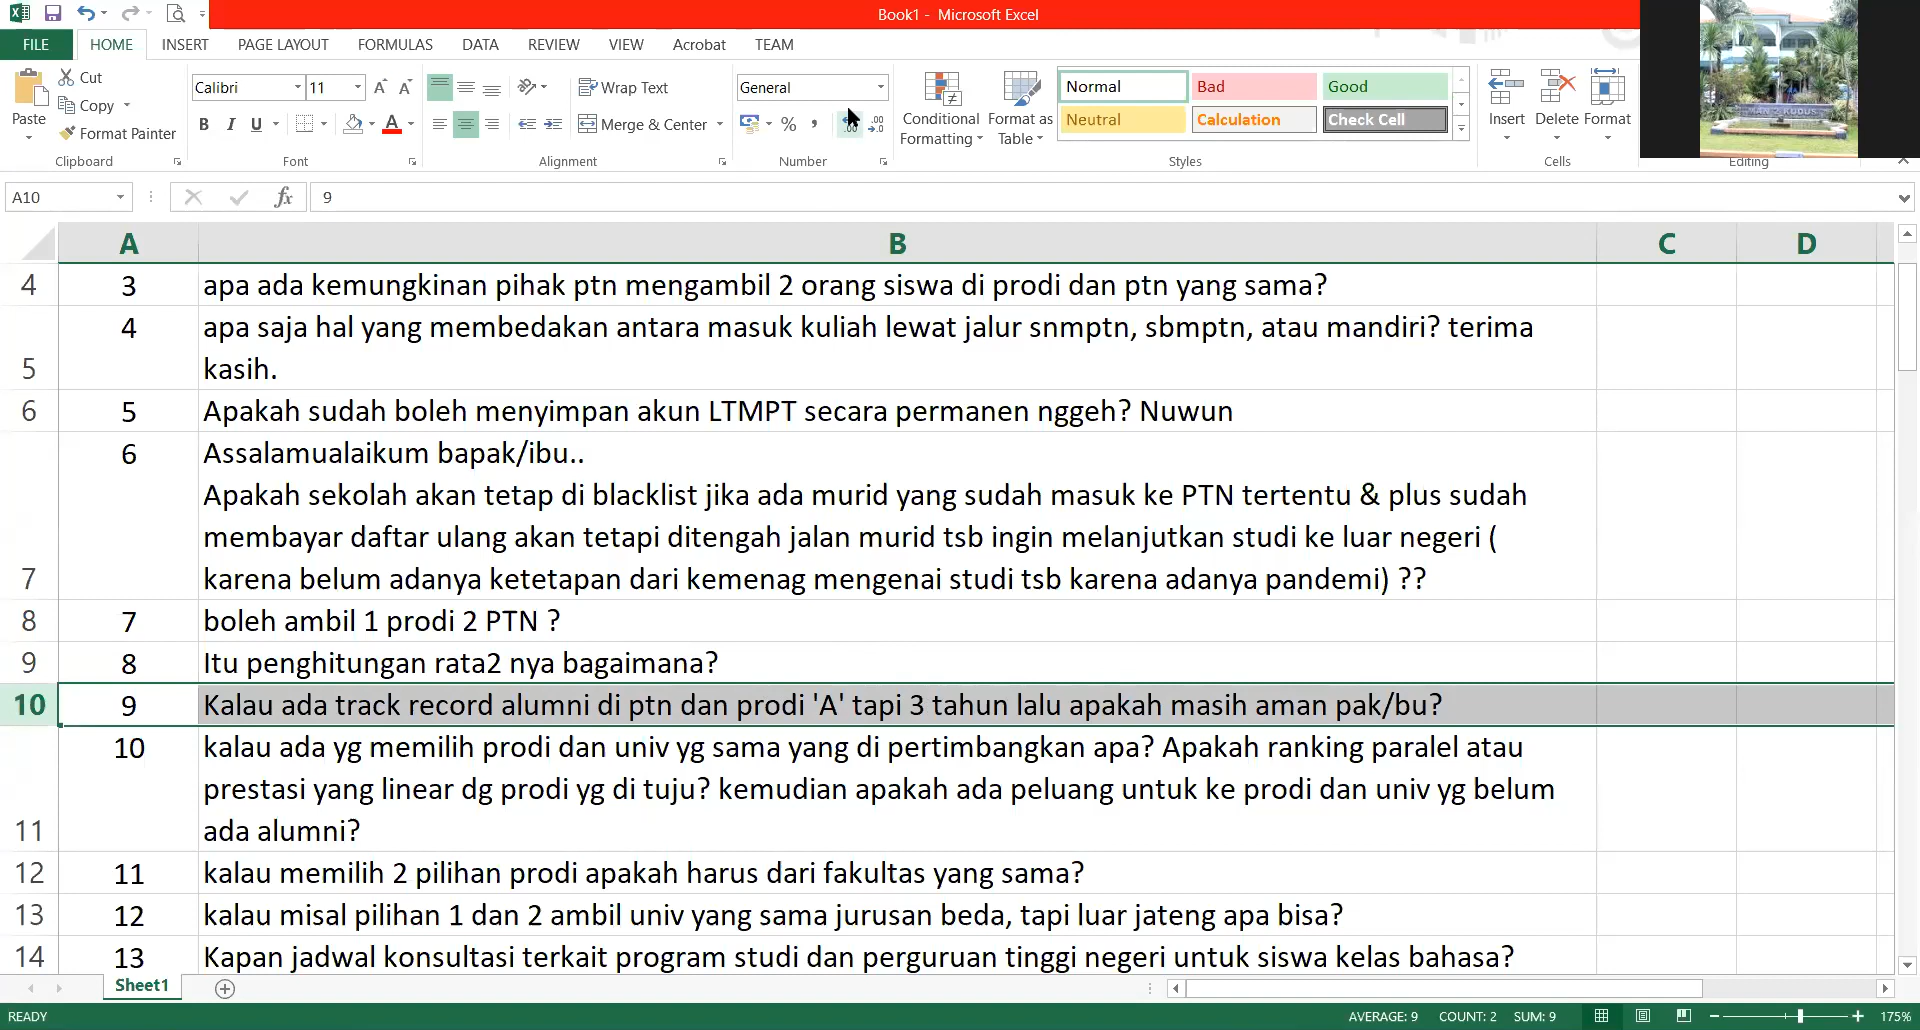 Book1 - Microsoft Excel
FILE HOME INSERT PAGE LAYOUT FORMULAS DATA REVIEW VIEW Acrobat TEAM
Cut
Copy
Format Painter
Paste
Clipboard
Calibri 11
B I U
Font
Wrap Text
Merge & Center
Alignment
General
Number
Conditional Formatting
Format as Table
Normal Bad Good
Neutral Calculation Check Cell
Styles
Insert Delete Format
Cells
Editing
A10 fx 9
A B C D
4 3 apa ada kemungkinan pihak ptn mengambil 2 orang siswa di prodi dan ptn yang sama?
4 apa saja hal yang membedakan antara masuk kuliah lewat jalur snmptn, sbmptn, atau mandiri? terima
5 kasih.
6 5 Apakah sudah boleh menyimpan akun LTMPT secara permanen nggeh? Nuwun
6 Assalamualaikum bapak/ibu..
Apakah sekolah akan tetap di blacklist jika ada murid yang sudah masuk ke PTN tertentu & plus sudah
membayar daftar ulang akan tetapi ditengah jalan murid tsb ingin melanjutkan studi ke luar negeri (
7 karena belum adanya ketetapan dari kemenag mengenai studi tsb karena adanya pandemi) ??
8 7 boleh ambil 1 prodi 2 PTN ?
9 8 Itu penghitungan rata2 nya bagaimana?
10 9 Kalau ada track record alumni di ptn dan prodi 'A' tapi 3 tahun lalu apakah masih aman pak/bu?
10 kalau ada yg memilih prodi dan univ yg sama yang di pertimbangkan apa? Apakah ranking paralel atau
prestasi yang linear dg prodi yg di tuju? kemudian apakah ada peluang untuk ke prodi dan univ yg belum
11 ada alumni?
12 11 kalau memilih 2 pilihan prodi apakah harus dari fakultas yang sama?
13 12 kalau misal pilihan 1 dan 2 ambil univ yang sama jurusan beda, tapi luar jateng apa bisa?
14 13 Kapan jadwal konsultasi terkait program studi dan perguruan tinggi negeri untuk siswa kelas bahasa?
Sheet1
READY AVERAGE: 9 COUNT: 2 SUM: 9 175%